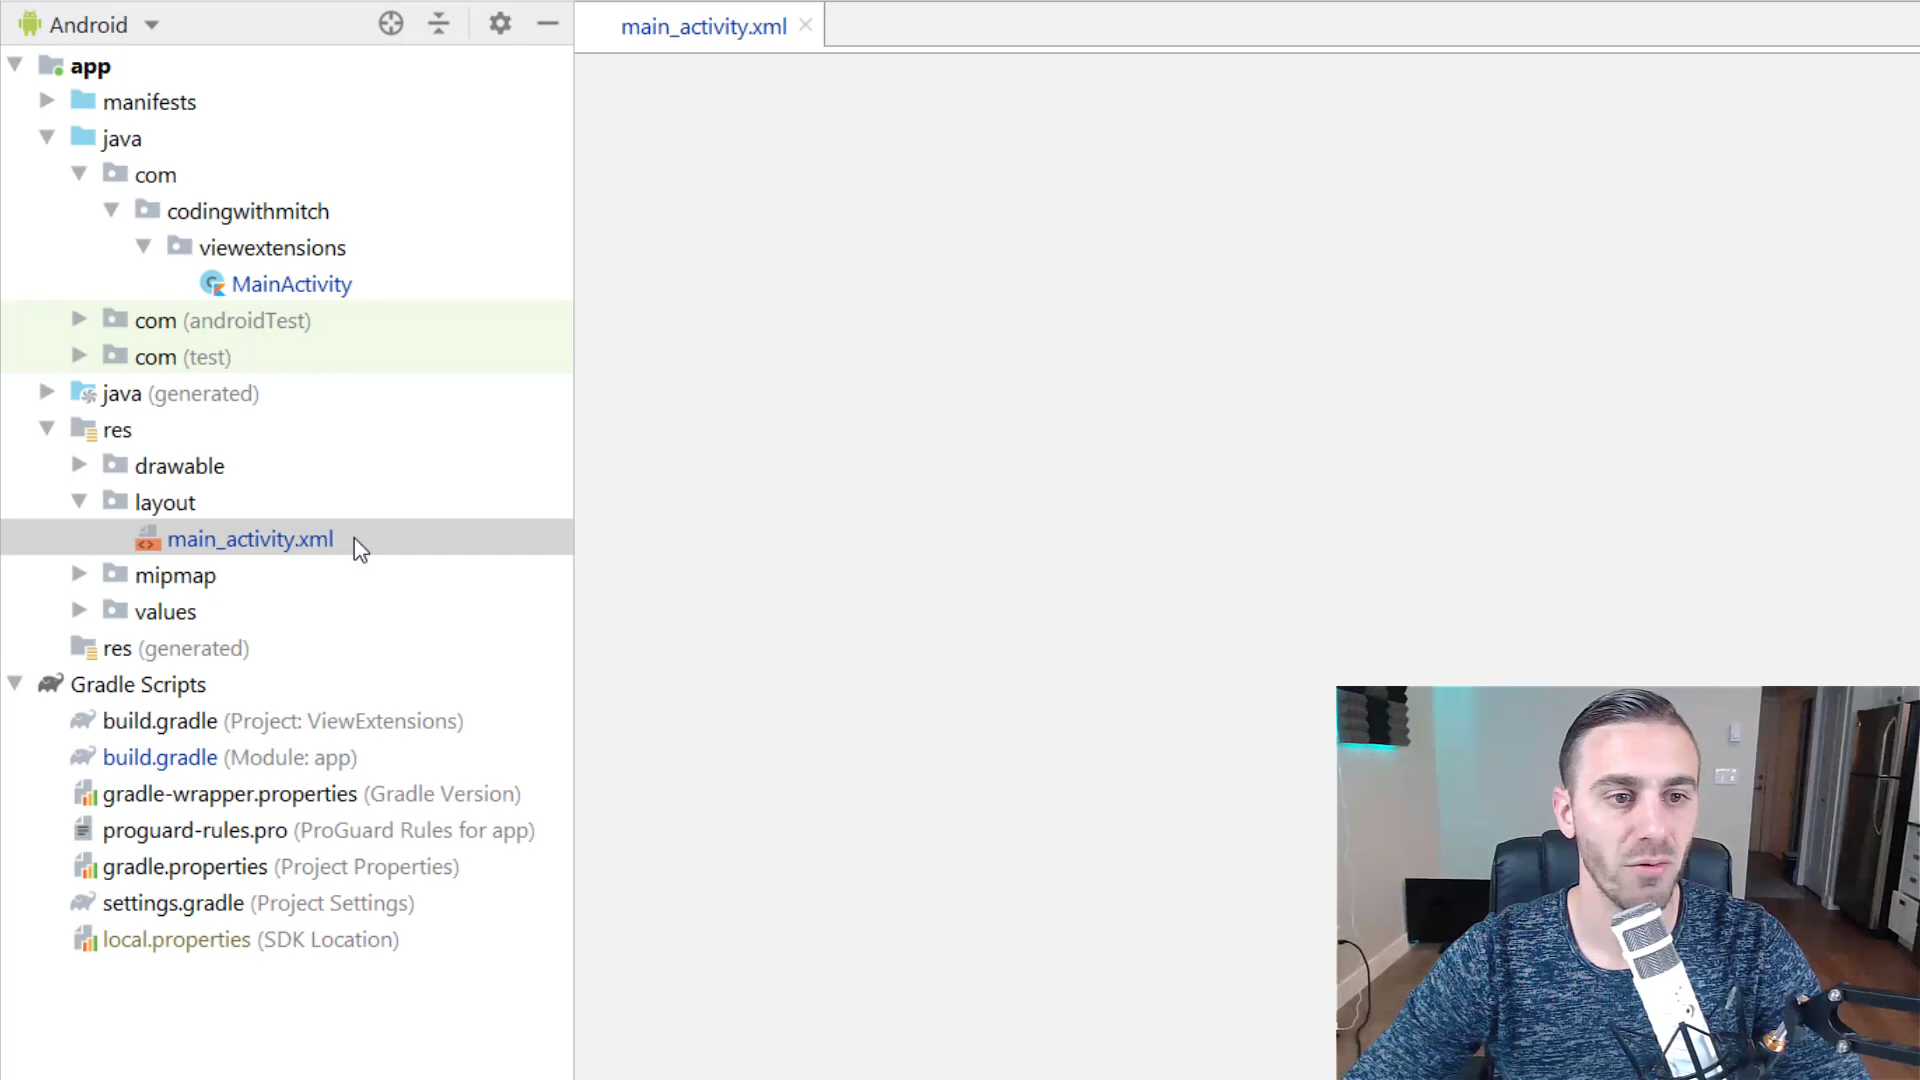 Android
main_activity.xml
app
manifests
java
com
codingwithmitch
viewextensions
MainActivity
com (androidTest)
com (test)
java (generated)
res
drawable
layout
main_activity.xml
mipmap
values
res (generated)
Gradle Scripts
build.gradle (Project: ViewExtensions)
build.gradle (Module: app)
gradle-wrapper.properties (Gradle Version)
proguard-rules.pro (ProGuard Rules for app)
gradle.properties (Project Properties)
settings.gradle (Project Settings)
local.properties (SDK Location)